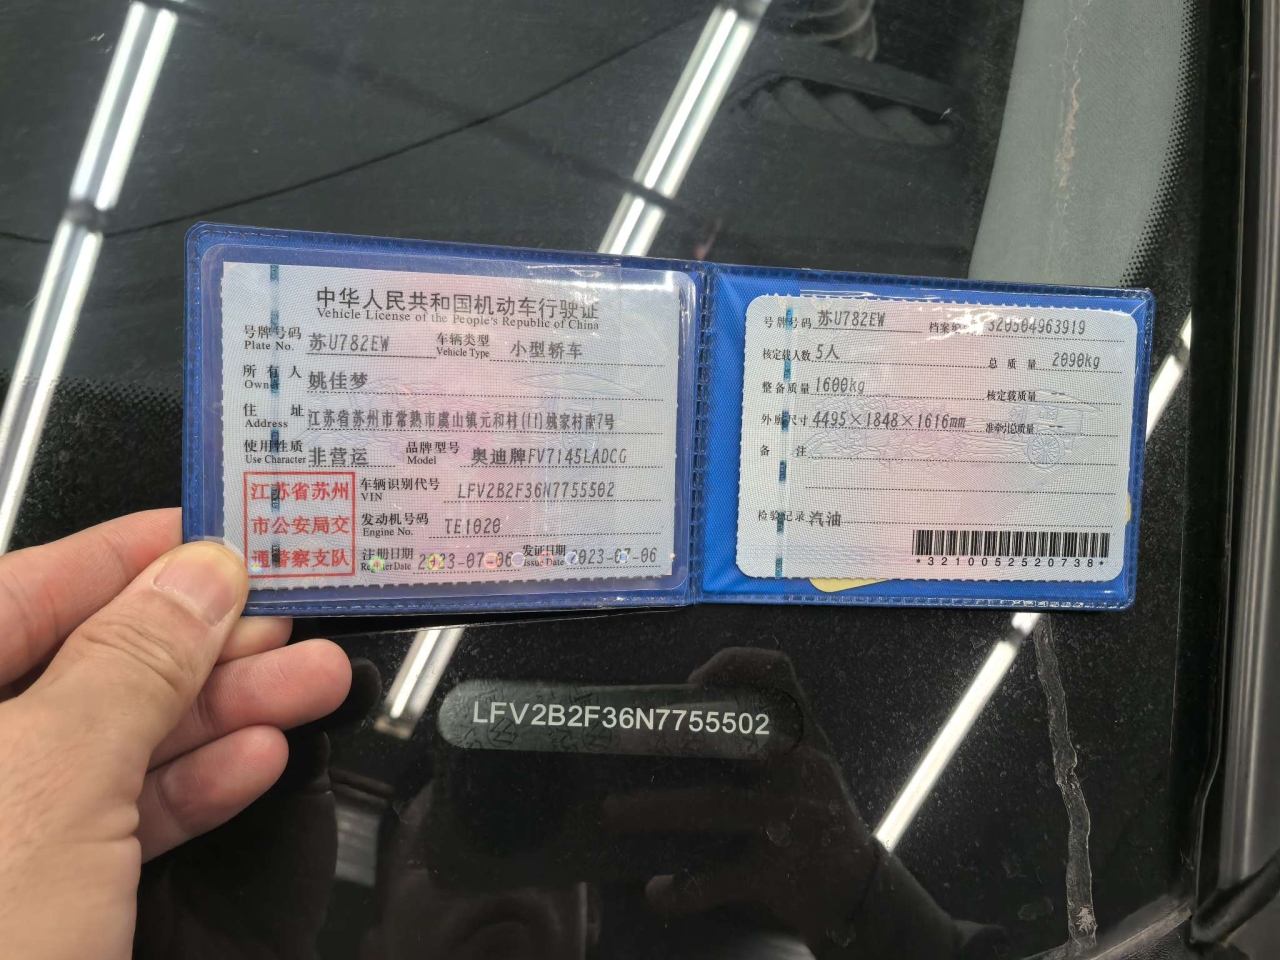 中华人民共和国机动车行驶证
Vehicle License of the People's Republic of China
号牌号码 苏U782EW 车辆类型 小型轿车
Plate No. Vehicle Type
所有人 姚佳梦
Owner
住址 江苏省苏州市常熟市虞山镇元和村(11)姚家村南7号
Address
使用性质 非营运 品牌型号 奥迪牌FV7145LADCG
Use Character Model
江苏省苏州
市公安局交
通警察支队
车辆识别代号 LFV2B2F36N7755502
VIN
发动机号码 TE1020
Engine No.
注册日期 2023-07-06 发证日期 2023-07-06
Register Date Issue Date
号牌号码 苏U782EW 档案编号 320504963919
核定载人数 5人 总质量 2090kg
整备质量 1600kg 核定载质量 --
外廓尺寸 4495×1848×1616mm 准牵引总质量 --
备注
检验记录 汽油
*3210052520738*
LFV2B2F36N7755502